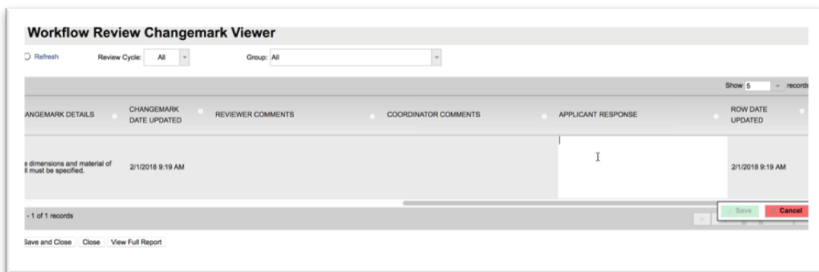 Workflow Review Changemark Viewer
Refresh Review Cycle: All Group: All
Show 5 records
ANGEMARK DETAILS CHANGEMARK DATE UPDATED REVIEWER COMMENTS COORDINATOR COMMENTS APPLICANT RESPONSE ROW DATE UPDATED
e dimensions and material of
ll must be specified. 2/1/2018 9:19 AM 2/1/2018 9:19 AM
- 1 of 1 records
Save Cancel
Save and Close Close View Full Report